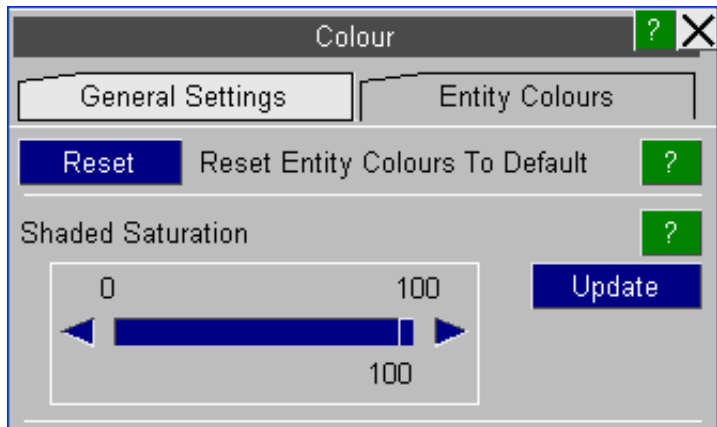 Colour ?
General Settings Entity Colours
Reset Reset Entity Colours To Default ?
Shaded Saturation ?
0 100 Update
100